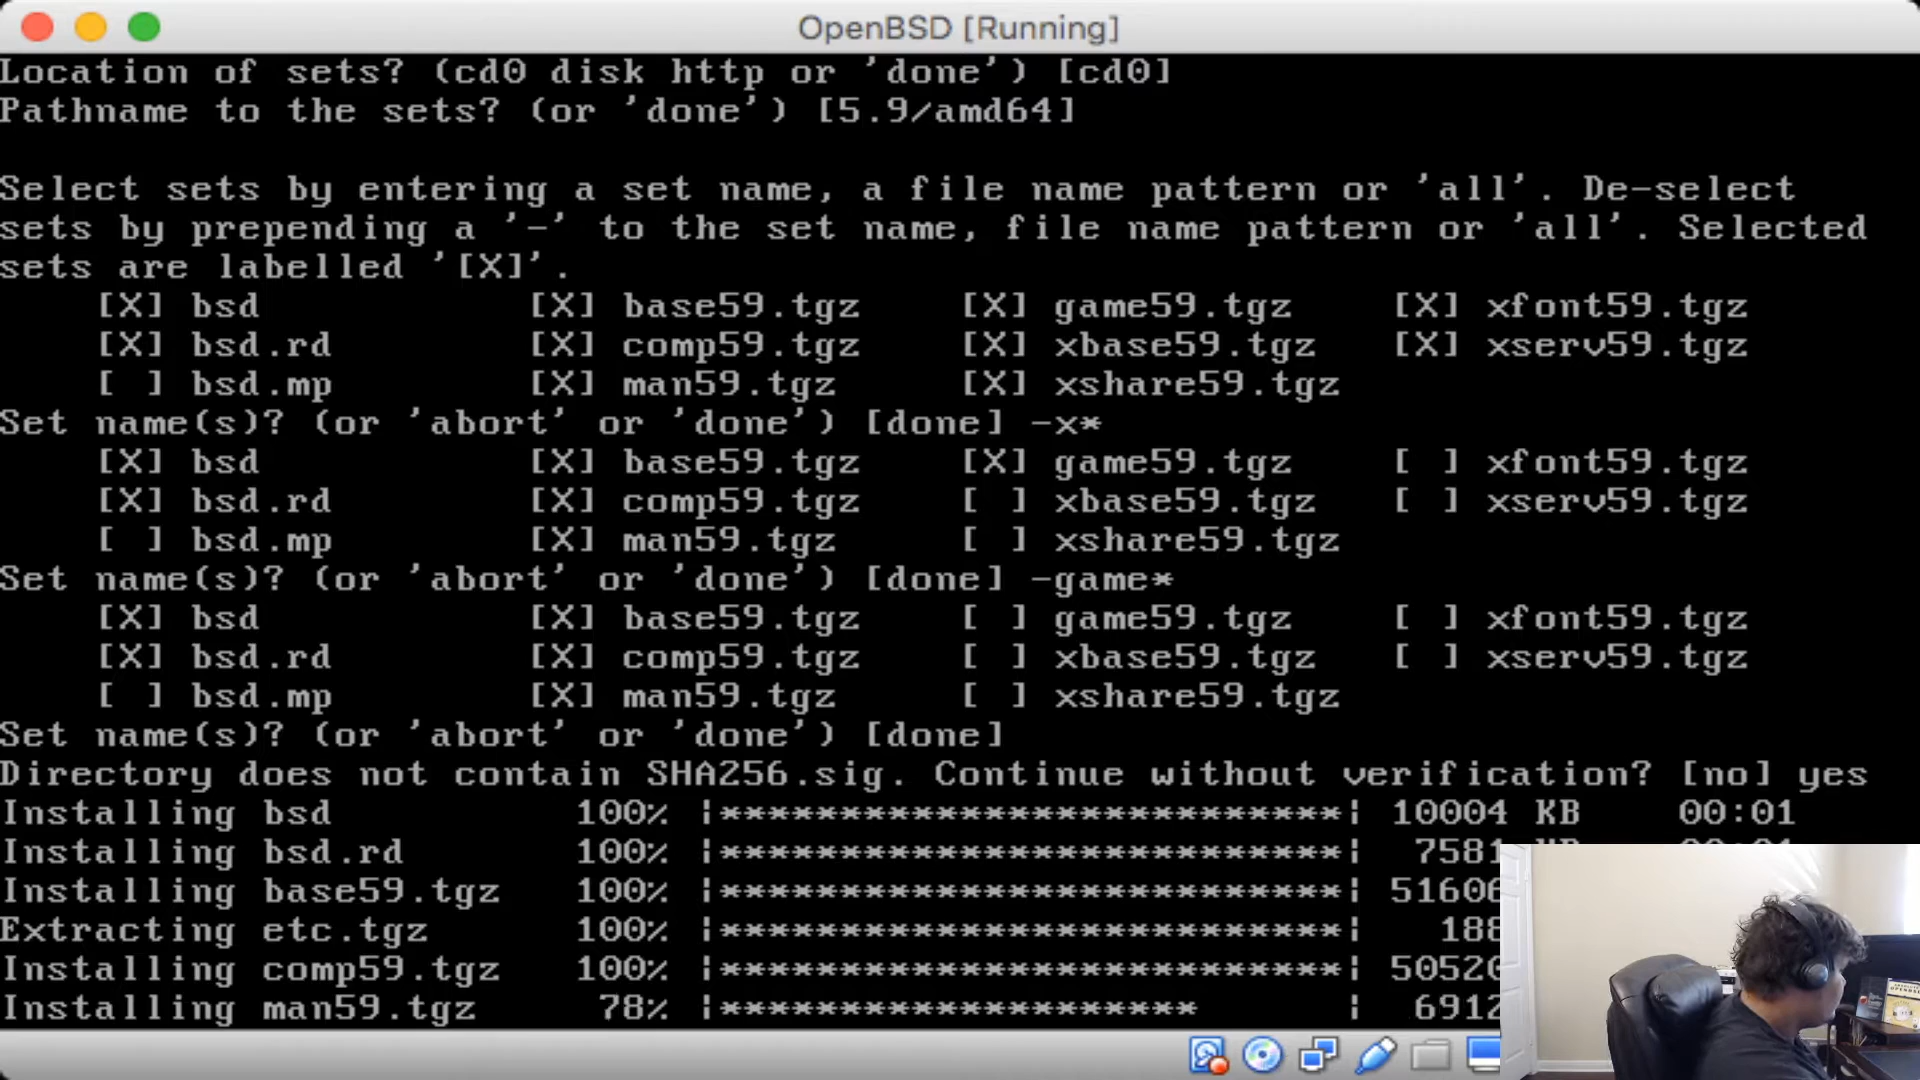 OpenBSD [Running]
Location of sets? (cd0 disk http or 'done') [cd0]
Pathname to the sets? (or 'done') [5.9/amd64]
Select sets by entering a set name, a file name pattern or 'all'. De-select
sets by prepending a '-' to the set name, file name pattern or 'all'. Selected
sets are labelled '[X]'.
[X] bsd [X] base59.tgz [X] game59.tgz [X] xfont59.tgz
[X] bsd.rd [X] comp59.tgz [X] xbase59.tgz [X] xserv59.tgz
[ ] bsd.mp [X] man59.tgz [X] xshare59.tgz
Set name(s)? (or 'abort' or 'done') [done] -x*
[X] bsd [X] base59.tgz [X] game59.tgz [ ] xfont59.tgz
[X] bsd.rd [X] comp59.tgz [ ] xbase59.tgz [ ] xserv59.tgz
[ ] bsd.mp [X] man59.tgz [ ] xshare59.tgz
Set name(s)? (or 'abort' or 'done') [done] -game*
[X] bsd [X] base59.tgz [ ] game59.tgz [ ] xfont59.tgz
[X] bsd.rd [X] comp59.tgz [ ] xbase59.tgz [ ] xserv59.tgz
[ ] bsd.mp [X] man59.tgz [ ] xshare59.tgz
Set name(s)? (or 'abort' or 'done') [done]
Directory does not contain SHA256.sig. Continue without verification? [no] yes
Installing bsd 100% |**************************| 10004 KB 00:01
Installing bsd.rd 100% |**************************| 7581
Installing base59.tgz 100% |**************************| 51606
Extracting etc.tgz 100% |**************************| 188
Installing comp59.tgz 100% |**************************| 50520
Installing man59.tgz 78% |******************** | 6912